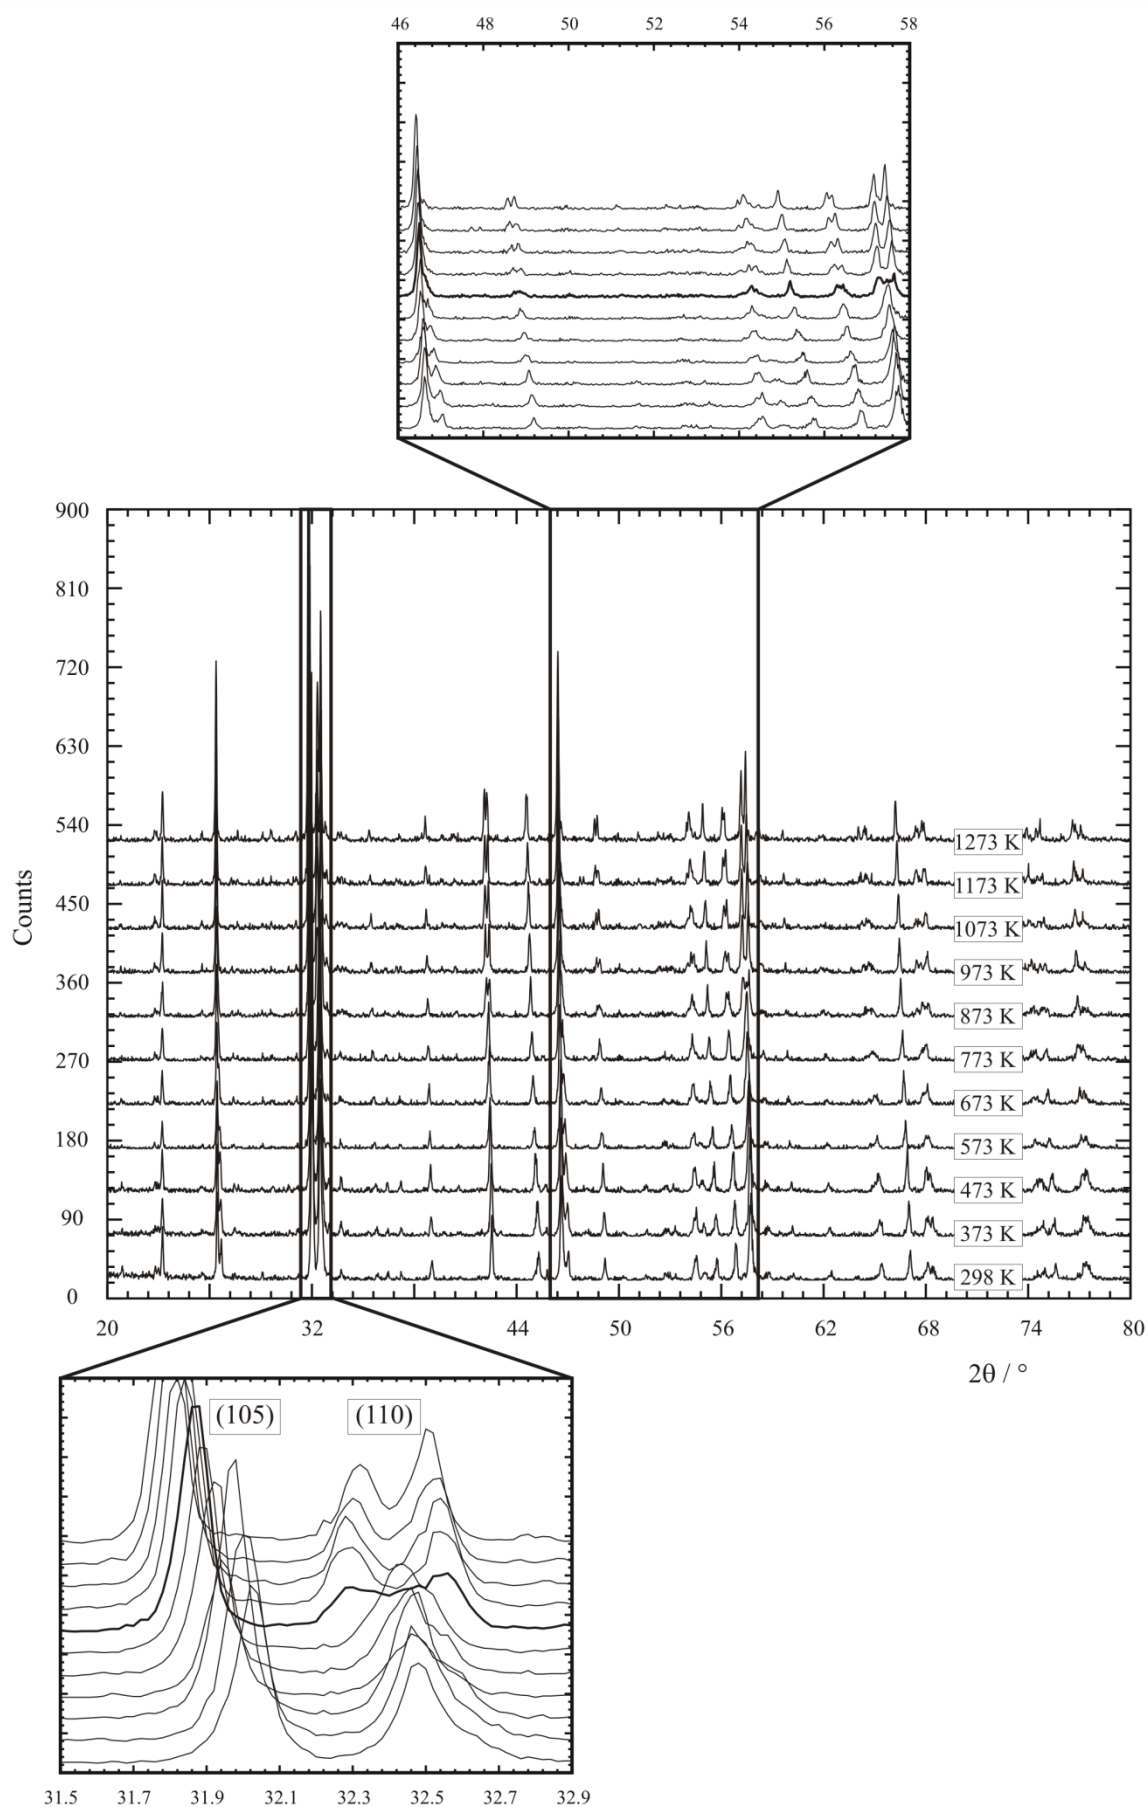 46 48 50 52 54 56 58
900
810
720
630
540
450
360
270
180
90
0
Counts
1273 K
1173 K
1073 K
973 K
873 K
773 K
673 K
573 K
473 K
373 K
298 K
20 32 44 50 56 62 68 74 80
2θ / °
(105) (110)
31.5 31.7 31.9 32.1 32.3 32.5 32.7 32.9